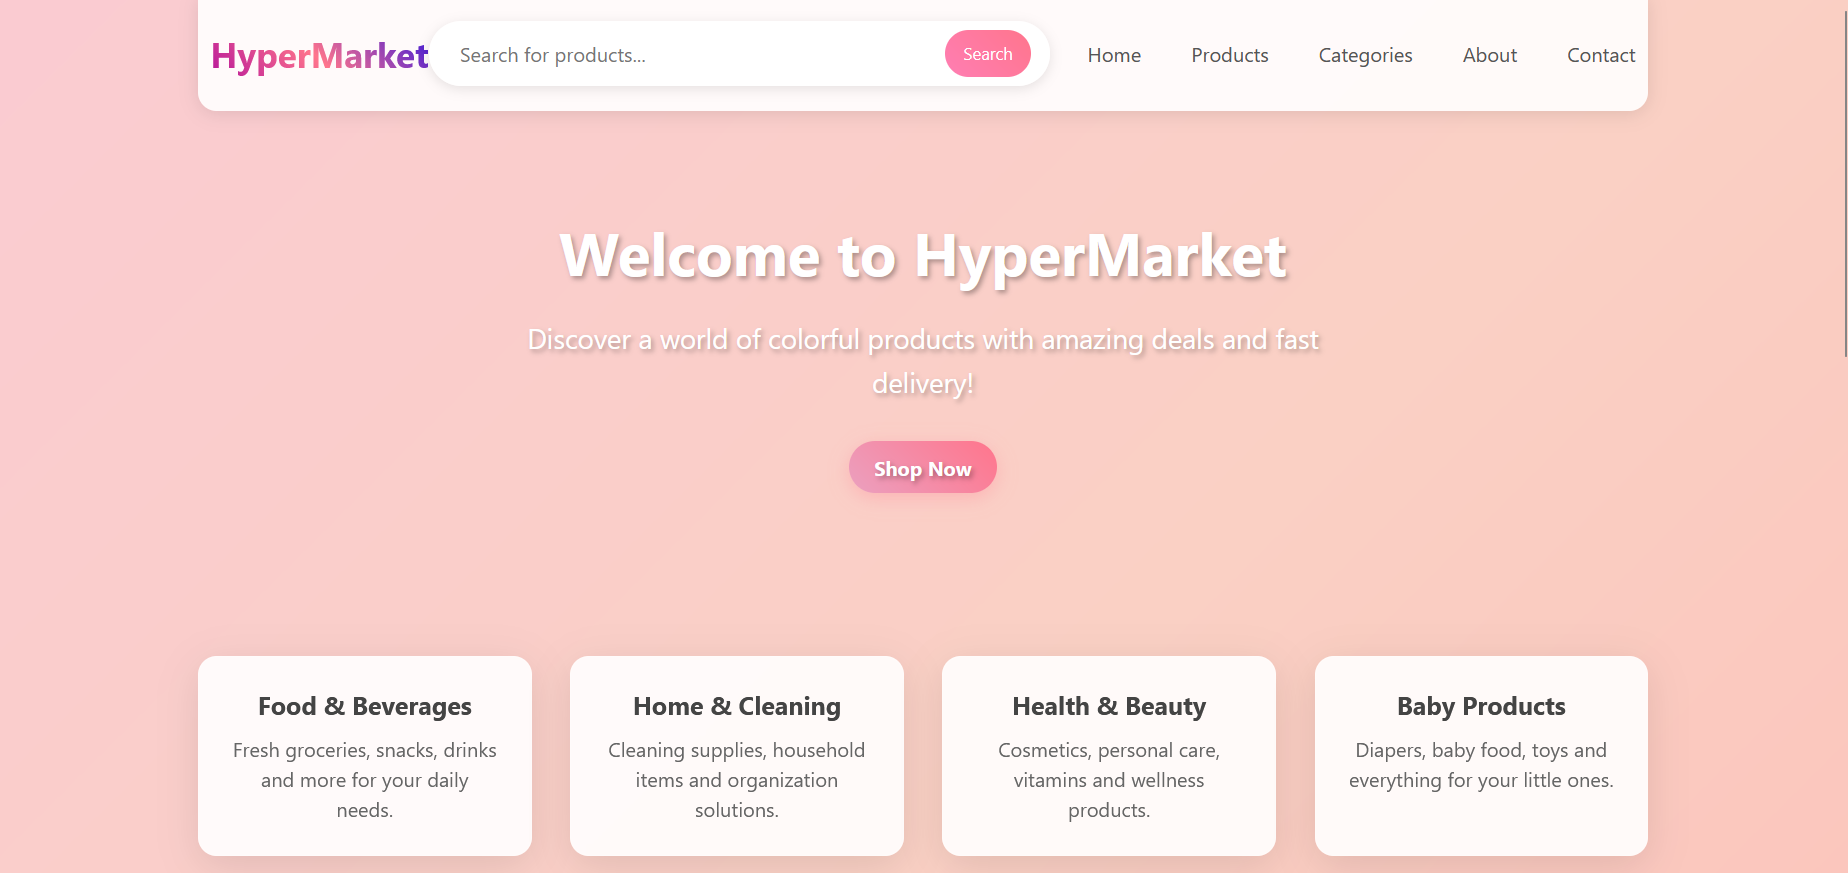 HyperMarket
Search for products...
Search
Home
Products
Categories
About
Contact
Welcome to HyperMarket
Discover a world of colorful products with amazing deals and fast
delivery!
Shop Now
Food & Beverages
Fresh groceries, snacks, drinks
and more for your daily
needs.
Home & Cleaning
Cleaning supplies, household
items and organization
solutions.
Health & Beauty
Cosmetics, personal care,
vitamins and wellness
products.
Baby Products
Diapers, baby food, toys and
everything for your little ones.